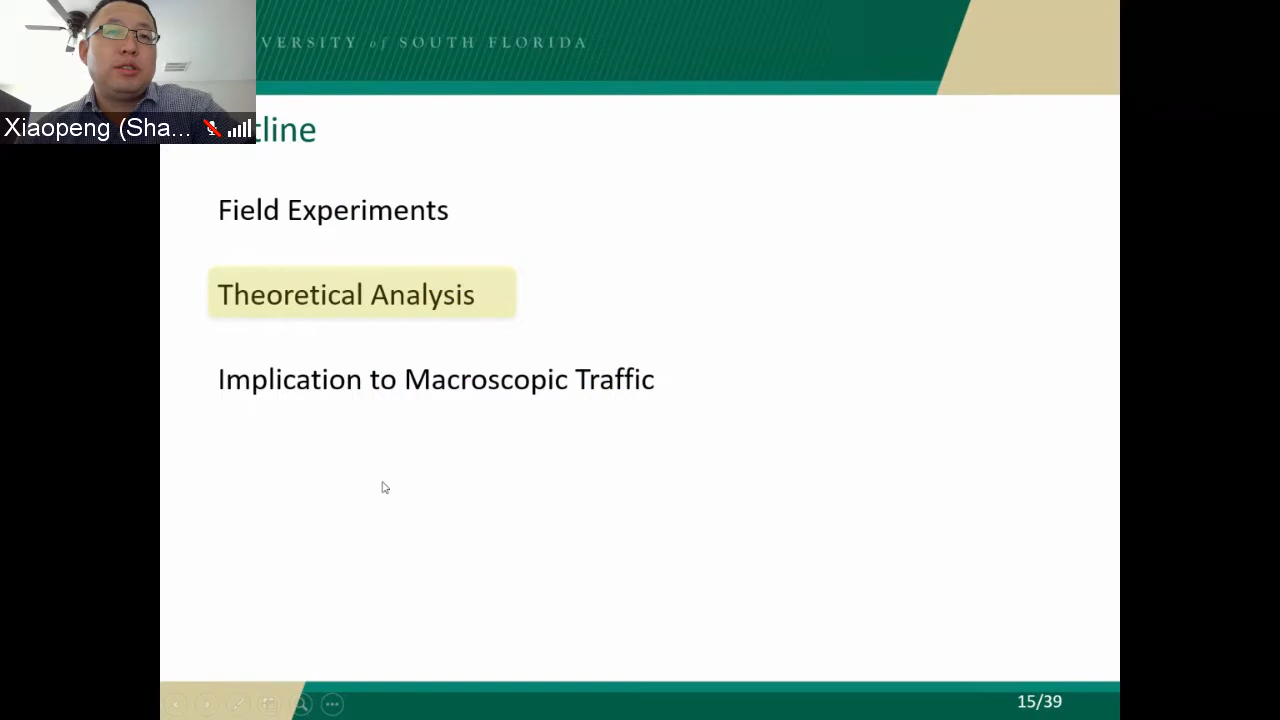 VERSITY of SOUTH FLORIDA
Xiaopeng (Sha...
tline
Field Experiments
Theoretical Analysis
Implication to Macroscopic Traffic
15/39